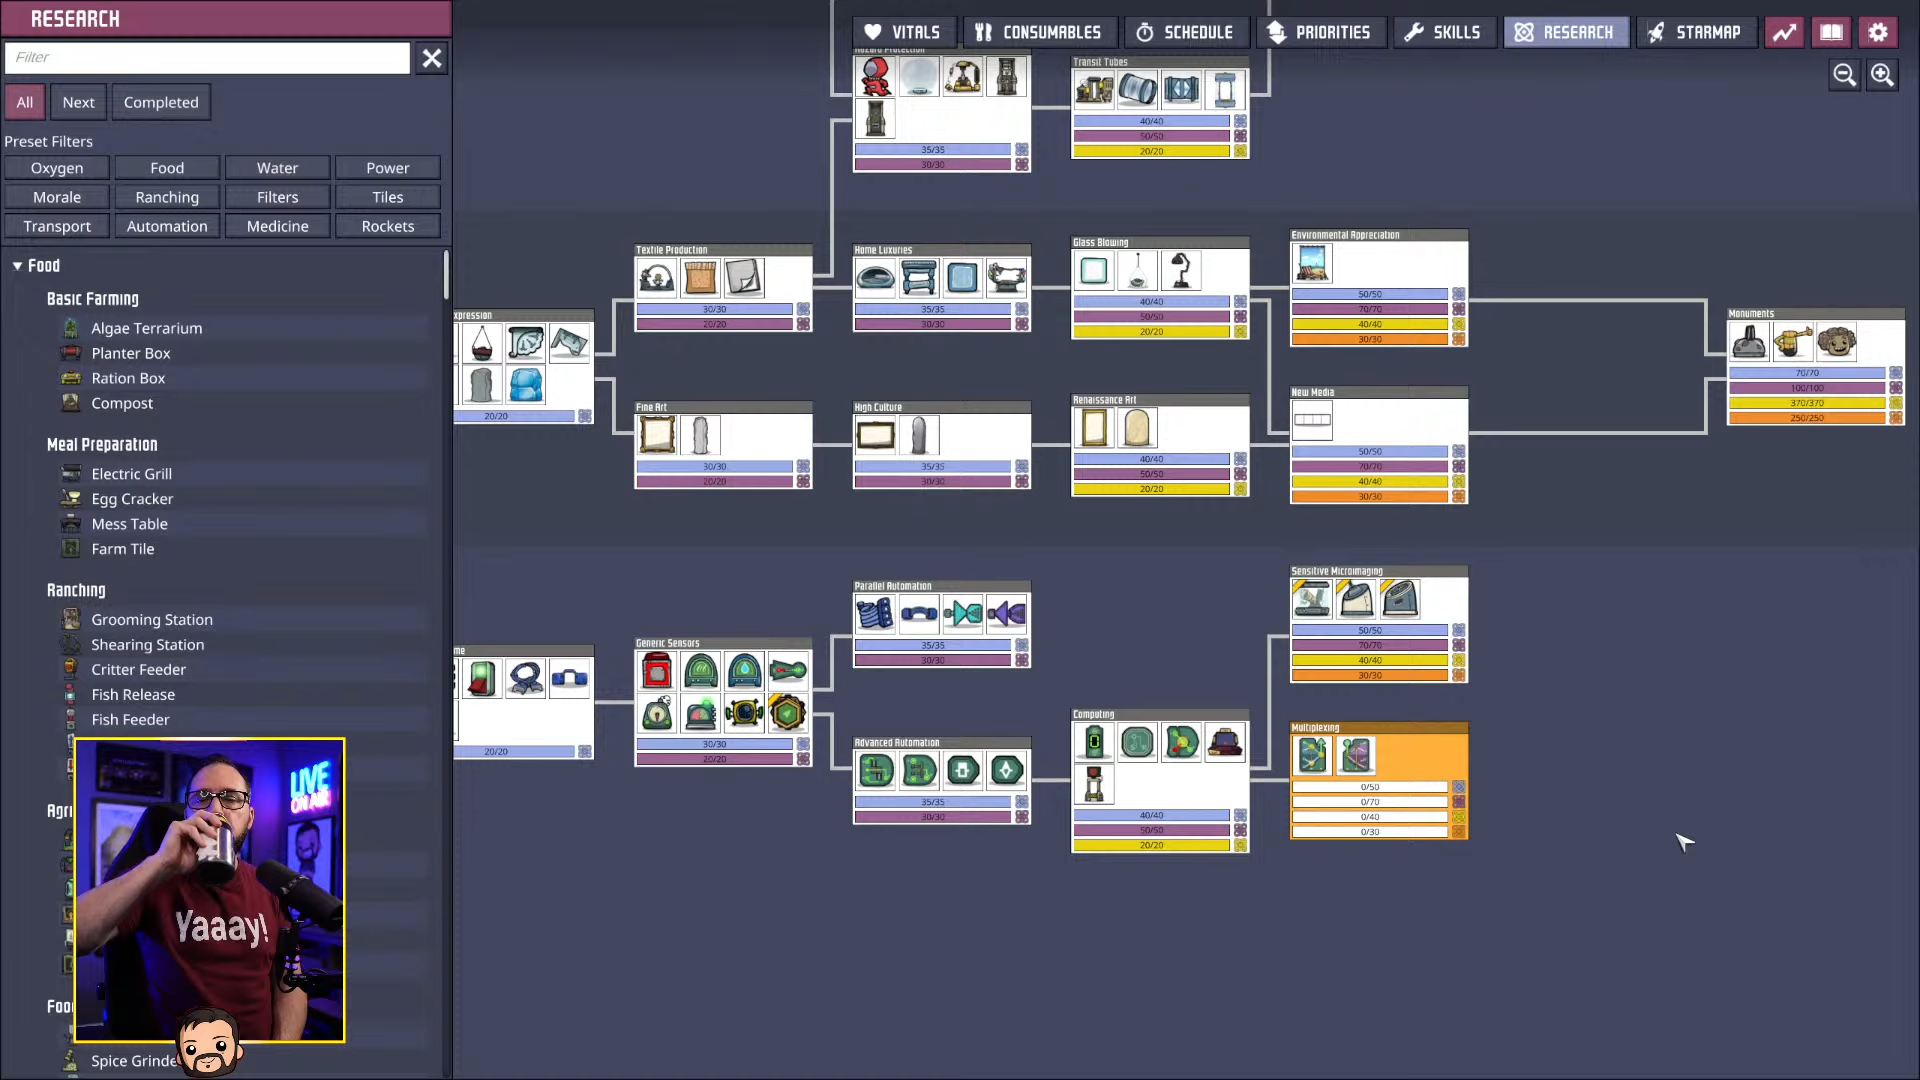 RESEARCH
VITALS
CONSUMABLES
SCHEDULE
PRIORITIES
SKILLS
RESEARCH
STARMAP
Filter
All
Next
Completed
Preset Filters
Oxygen
Food
Water
Power
Morale
Ranching
Filters
Tiles
Transport
Automation
Medicine
Rockets
Food
Basic Farming
Algae Terrarium
Planter Box
Ration Box
Compost
Meal Preparation
Electric Grill
Egg Cracker
Mess Table
Farm Tile
Ranching
Grooming Station
Shearing Station
Critter Feeder
Fish Release
Fish Feeder
Agri
Foo
Spice Grinde
LIVE
ON AIR
Yaaay!
Hazard Protection
35/35
30/30
Transit Tubes
40/40
50/50
20/20
xpression
20/20
Textile Production
30/30
20/20
Home Luxuries
35/35
30/30
Glass Blowing
40/40
50/50
20/20
Environmental Appreciation
50/50
70/70
40/40
30/30
Monuments
70/70
100/100
370/370
250/250
Fine Art
30/30
20/20
High Culture
35/35
30/30
Renaissance Art
40/40
50/50
20/20
New Media
50/50
70/70
40/40
30/30
me
20/20
Generic Sensors
30/30
20/20
Parallel Automation
35/35
30/30
Advanced Automation
35/35
30/30
Computing
40/40
50/50
20/20
Sensitive Microimaging
50/50
70/70
40/40
30/30
Multiplexing
0/50
0/70
0/40
0/30